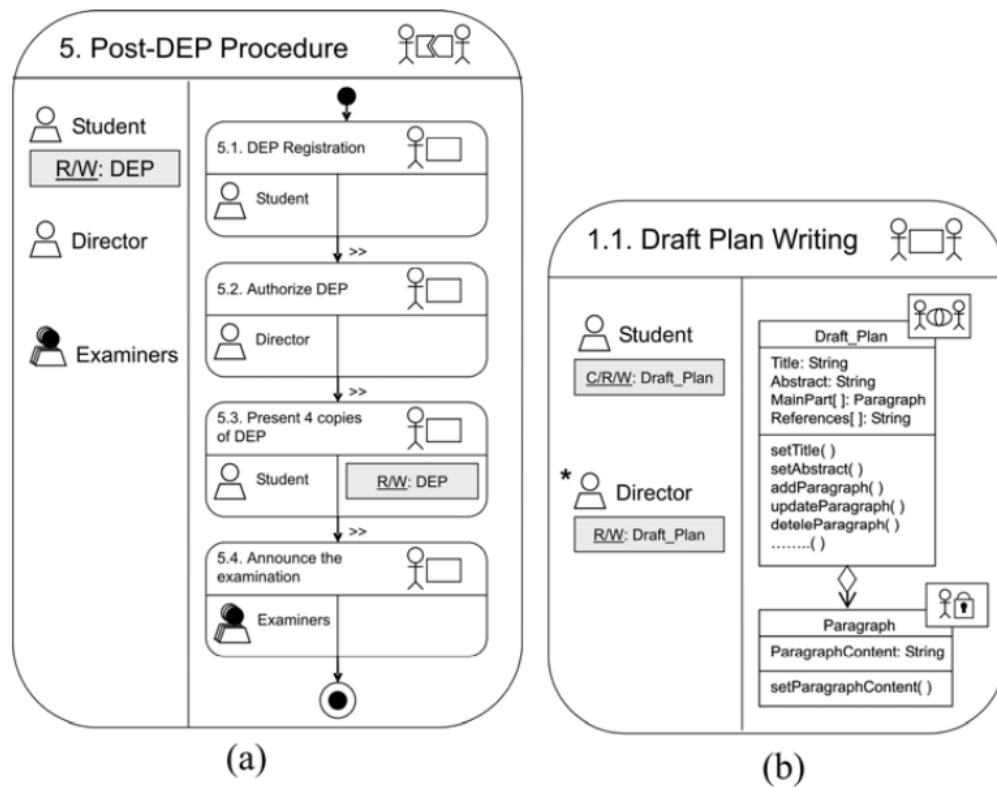 5. Post-DEP Procedure
Student
R/W: DEP
Director
Examiners
5.1. DEP Registration
Student
>>
5.2. Authorize DEP
Director
>>
5.3. Present 4 copies
of DEP
Student
R/W: DEP
>>
5.4. Announce the
examination
Examiners
(a)
1.1. Draft Plan Writing
Student
C/R/W: Draft_Plan
*
Director
R/W: Draft_Plan
Draft_Plan
Title: String
Abstract: String
MainPart[ ]: Paragraph
References[ ]: String
setTitle( )
setAbstract( )
addParagraph( )
updateParagraph( )
deteleParagraph( )
........( )
Paragraph
ParagraphContent: String
setParagraphContent( )
(b)